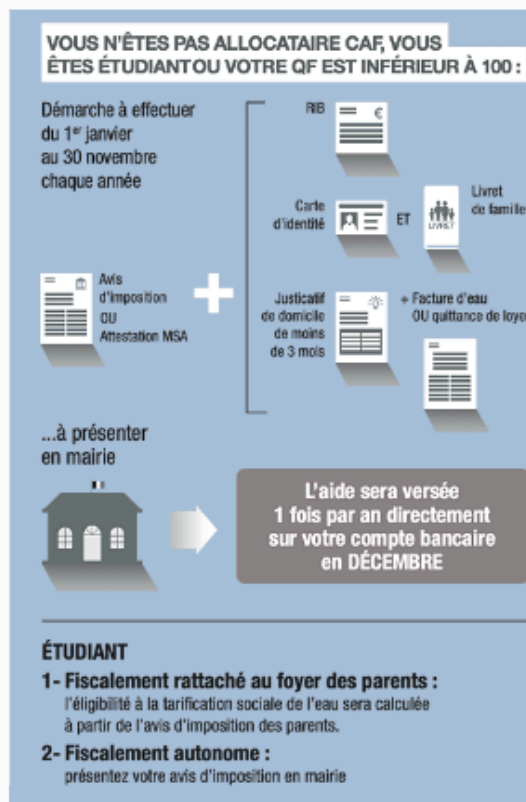 VOUS N'ÊTES PAS ALLOCATAIRE CAF, VOUS
ÊTES ÉTUDIANT OU VOTRE QF EST INFÉRIEUR À 100 :
Démarche à effectuer
du 1er janvier
au 30 novembre
chaque année
RIB
€
Carte
d'identité
ET
LIVRET
Livret
de famille
Avis
d'imposition
OU
Attestation MSA
+
Justicatif
de domicile
de moins
de 3 mois
+ Facture d'eau
OU quittance de loye
...à présenter
en mairie
L'aide sera versée
1 fois par an directement
sur votre compte bancaire
en DÉCEMBRE
ÉTUDIANT
1- Fiscalement rattaché au foyer des parents :
l'éligibilité à la tarification sociale de l'eau sera calculée
à partir de l'avis d'imposition des parents.
2- Fiscalement autonome :
présentez votre avis d'imposition en mairie